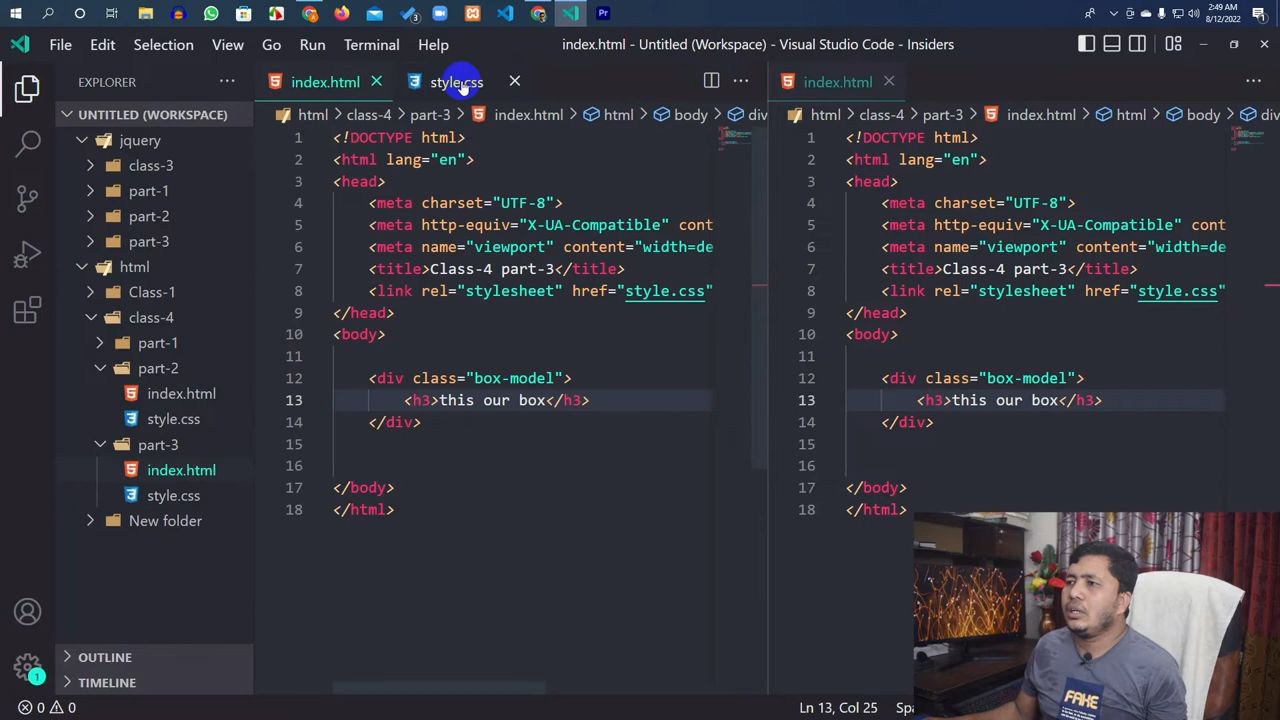 2:49 AM
8/12/2022
3
File Edit Selection View Go Run Terminal Help
index.html - Untitled (Workspace) - Visual Studio Code - Insiders
EXPLORER
UNTITLED (WORKSPACE)
jquery
class-3
part-1
part-2
part-3
html
Class-1
class-4
part-1
part-2
index.html
style.css
part-3
index.html
style.css
New folder
OUTLINE
TIMELINE
1
index.html
style.css
html > class-4 > part-3 > index.html > html > body > div
1 <!DOCTYPE html>
2 <html lang="en">
3 <head>
4 <meta charset="UTF-8">
5 <meta http-equiv="X-UA-Compatible" cont
6 <meta name="viewport" content="width=de
7 <title>Class-4 part-3</title>
8 <link rel="stylesheet" href="style.css"
9 </head>
10 <body>
11
12 <div class="box-model">
13 <h3>this our box</h3>
14 </div>
15
16
17 </body>
18 </html>
index.html
html > class-4 > part-3 > index.html > html > body > div
1 <!DOCTYPE html>
2 <html lang="en">
3 <head>
4 <meta charset="UTF-8">
5 <meta http-equiv="X-UA-Compatible" cont
6 <meta name="viewport" content="width=de
7 <title>Class-4 part-3</title>
8 <link rel="stylesheet" href="style.css"
9 </head>
10 <body>
11
12 <div class="box-model">
13 <h3>this our box</h3>
14 </div>
15
16
17 </body>
18 </html>
FAKE
0 0
Ln 13, Col 25
Spa